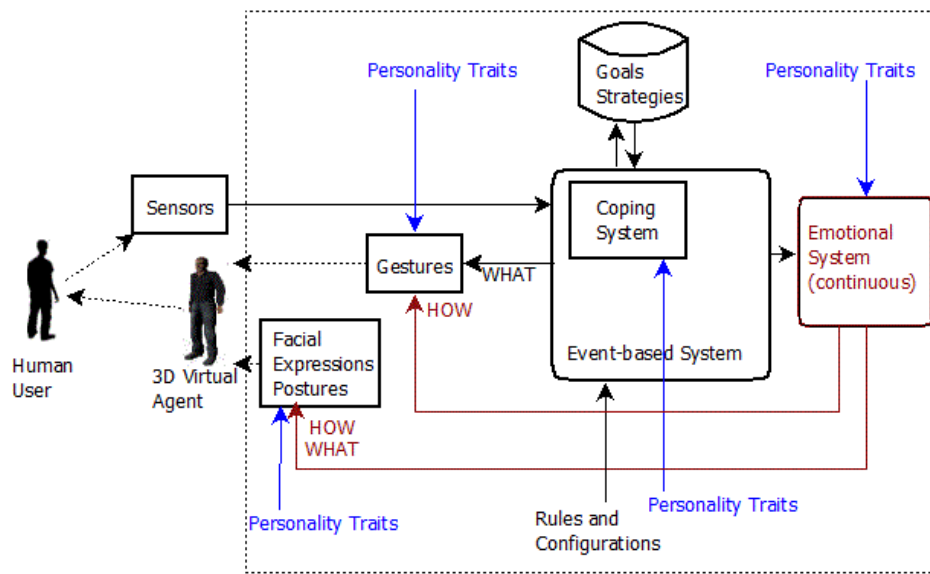 Goals
Strategies
Personality Traits
Personality Traits
Sensors
Coping
System
Emotional
System
(continuous)
Gestures
WHAT
HOW
Facial
Expressions
Postures
Event-based System
Human
User
3D Virtual
Agent
HOW
WHAT
Personality Traits
Rules and
Configurations
Personality Traits